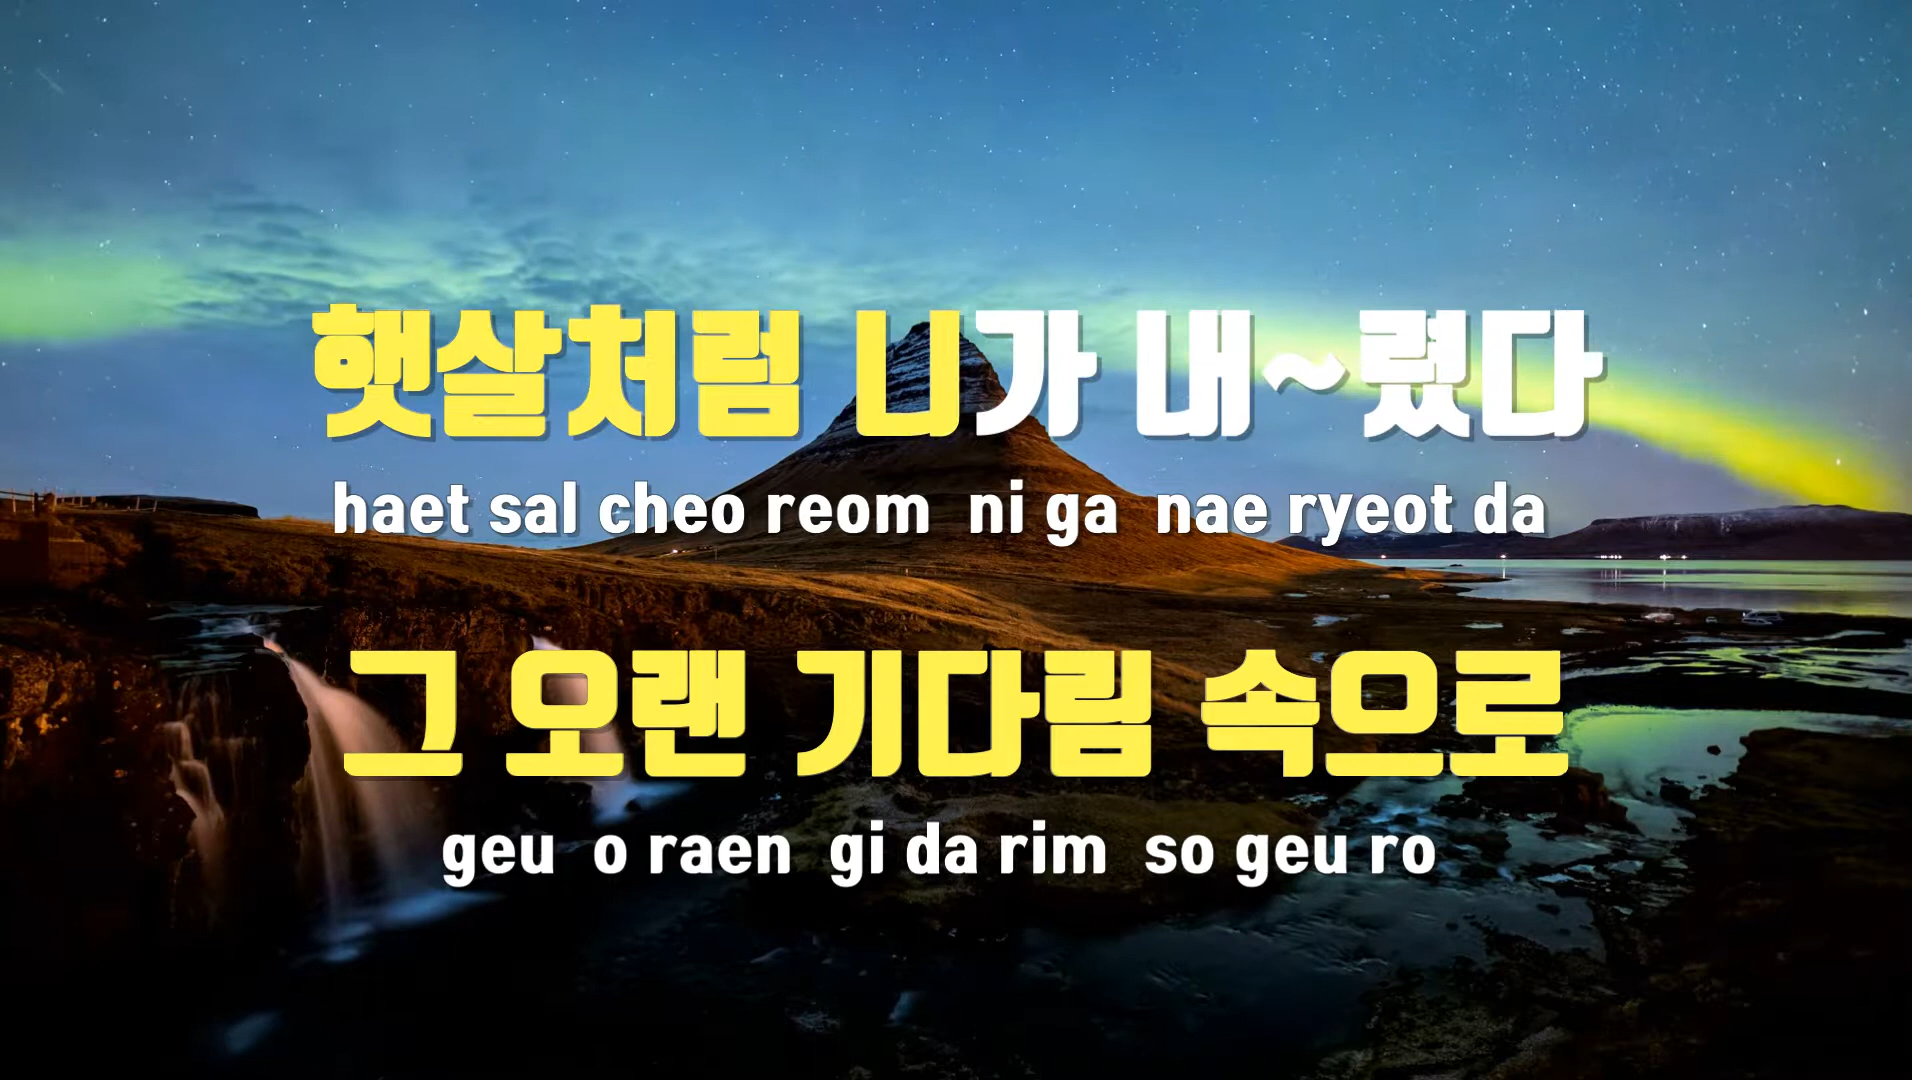 햇살처럼 니가 내~렸다
haet sal cheo reom ni ga nae ryeot da
그 오랜 기다림 속으로
geu o raen gi da rim so geu ro